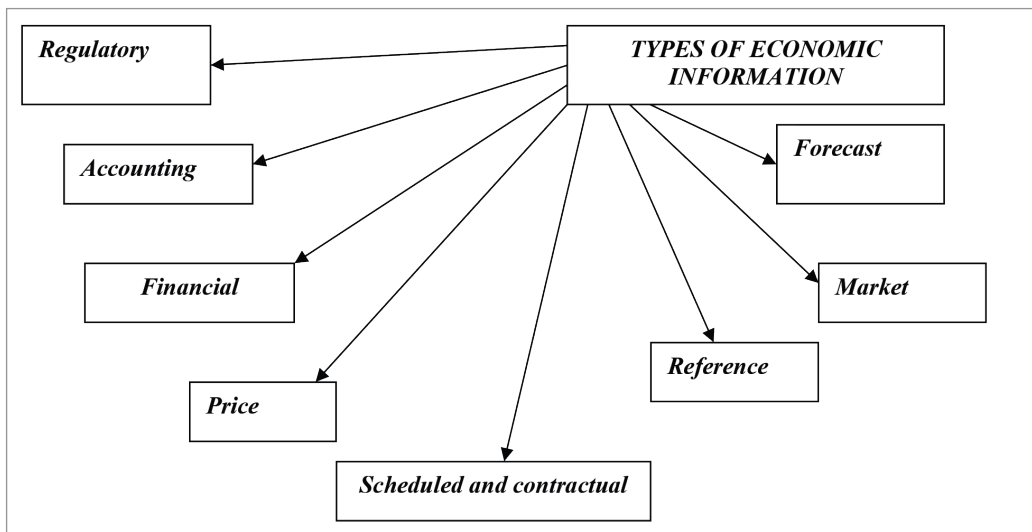 Regulatory
TYPES OF ECONOMIC
INFORMATION
Accounting
Forecast
Financial
Market
Price
Reference
Scheduled and contractual